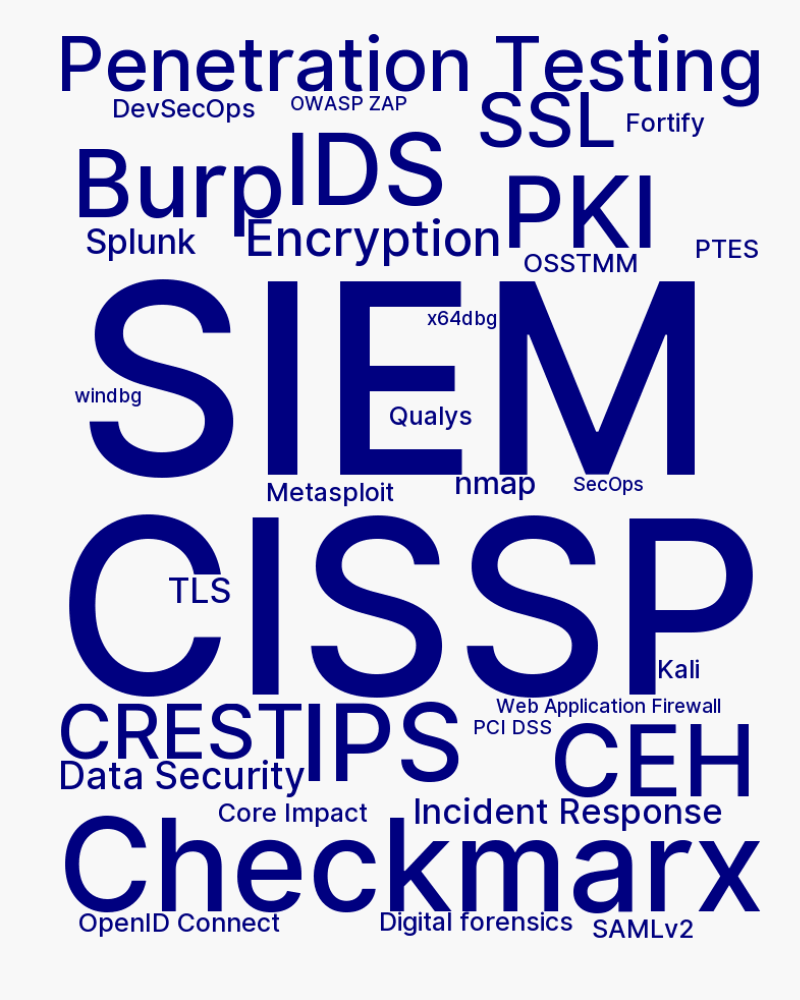 Penetration Testing
DevSecOps
OWASP ZAP
SSL
Fortify
Burp
IDS
PKI
Splunk
Encryption
OSSTMM
PTES
SIEM
x64dbg
windbg
Qualys
Metasploit
nmap
SecOps
CISSP
TLS
Kali
CREST
IPS
Web Application Firewall
PCI DSS
CEH
Data Security
Core Impact
Incident Response
Checkmarx
OpenID Connect
Digital forensics
SAMLv2